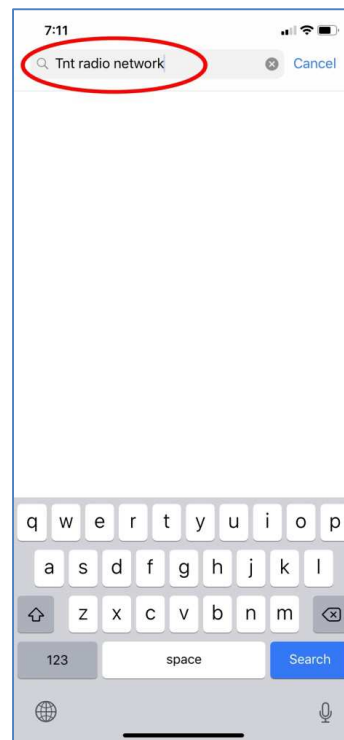 7:11
Tnt radio network Cancel
q w e r t y u i o p
a s d f g h j k l
z x c v b n m
123 space Search